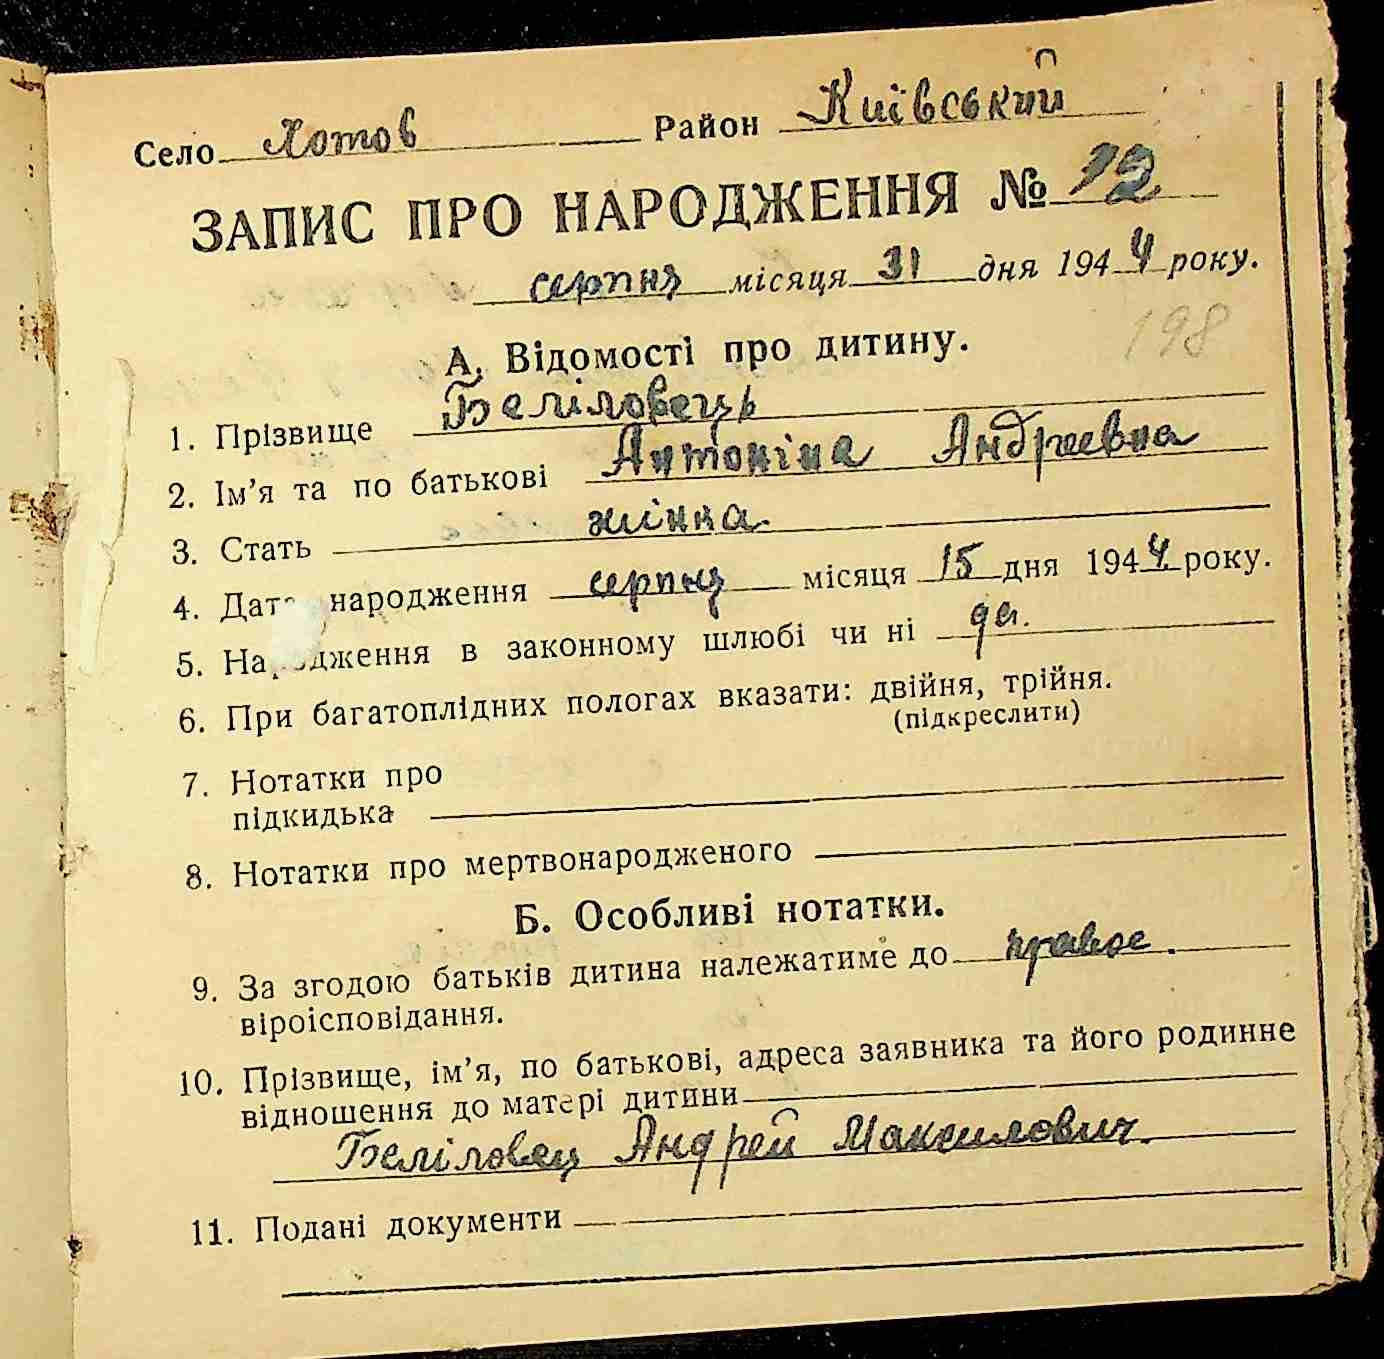 Село Хотов Район Київський
ЗАПИС ПРО НАРОДЖЕННЯ № 12
серпня місяця 31 дня 1944 року.
198
А. Відомості про дитину.
1. Прізвище Беліловець
2. Ім’я та по батькові Антоніна Андреевна
3. Стать жінка
4. Дата народження серпня місяця 15 дня 1944 року.
5. Народження в законному шлюбі чи ні да.
6. При багатоплідних пологах вказати: двійня, трійня.
(підкреслити)
7. Нотатки про
підкидька
8. Нотатки про мертвонародженого
Б. Особливі нотатки.
9. За згодою батьків дитина належатиме до правос.
віроісповідання.
10. Прізвище, ім’я, по батькові, адреса заявника та його родинне
відношення до матері дитини
Беліловец Андрей Максимович.
11. Подані документи